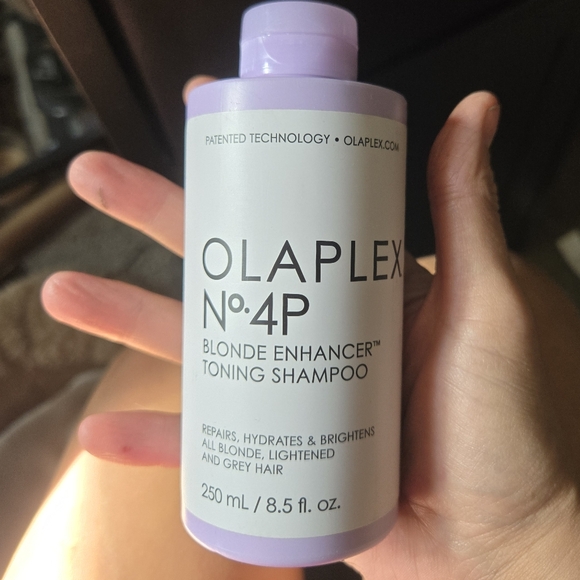 PATENTED TECHNOLOGY • OLAPLEX.COM
OLAPLEX
Nº.4P
BLONDE ENHANCER™
TONING SHAMPOO
REPAIRS, HYDRATES & BRIGHTENS
ALL BLONDE, LIGHTENED
AND GREY HAIR
250 mL / 8.5 fl. oz.